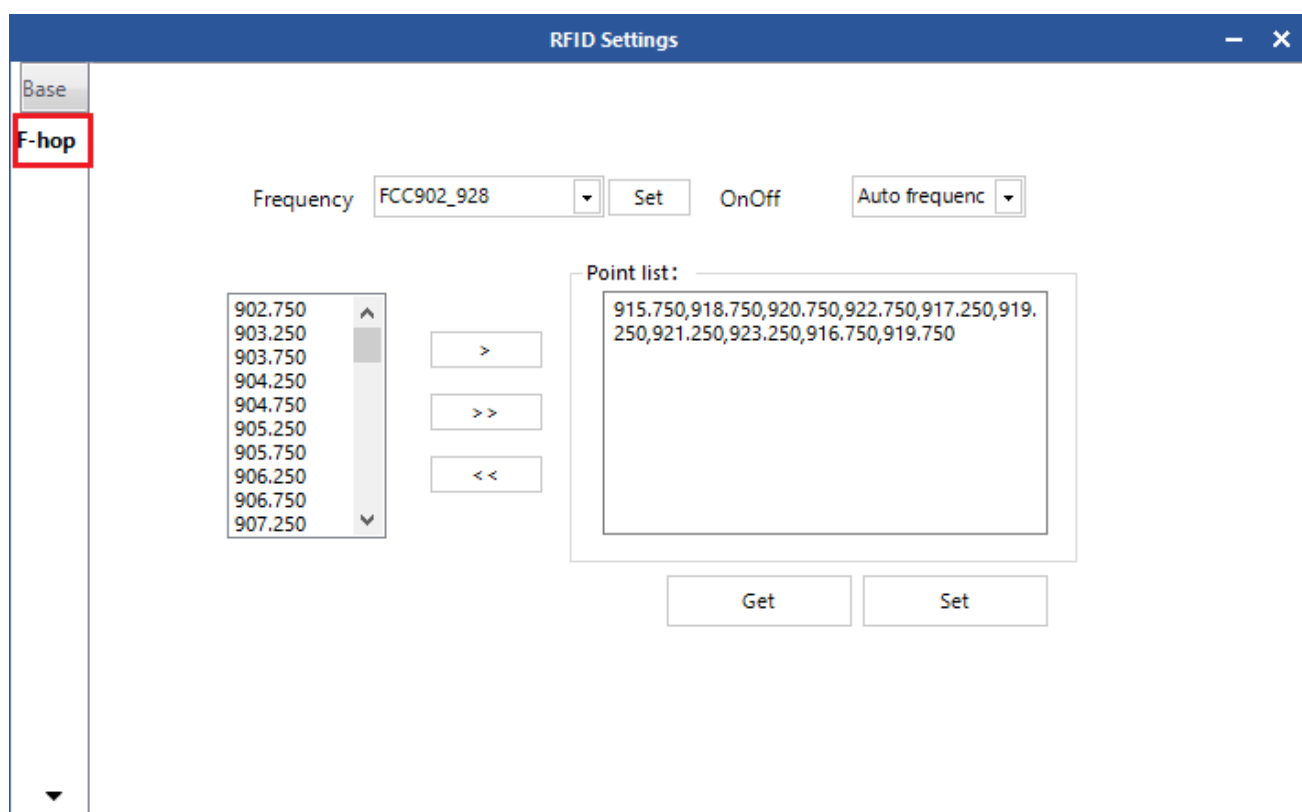 RFID Settings
Base
F-hop
Frequency FCC902_928 Set OnOff Auto frequenc
Point list:
902.750
903.250
903.750
904.250
904.750
905.250
905.750
906.250
906.750
907.250
>
>>
<<
915.750,918.750,920.750,922.750,917.250,919.
250,921.250,923.250,916.750,919.750
Get Set